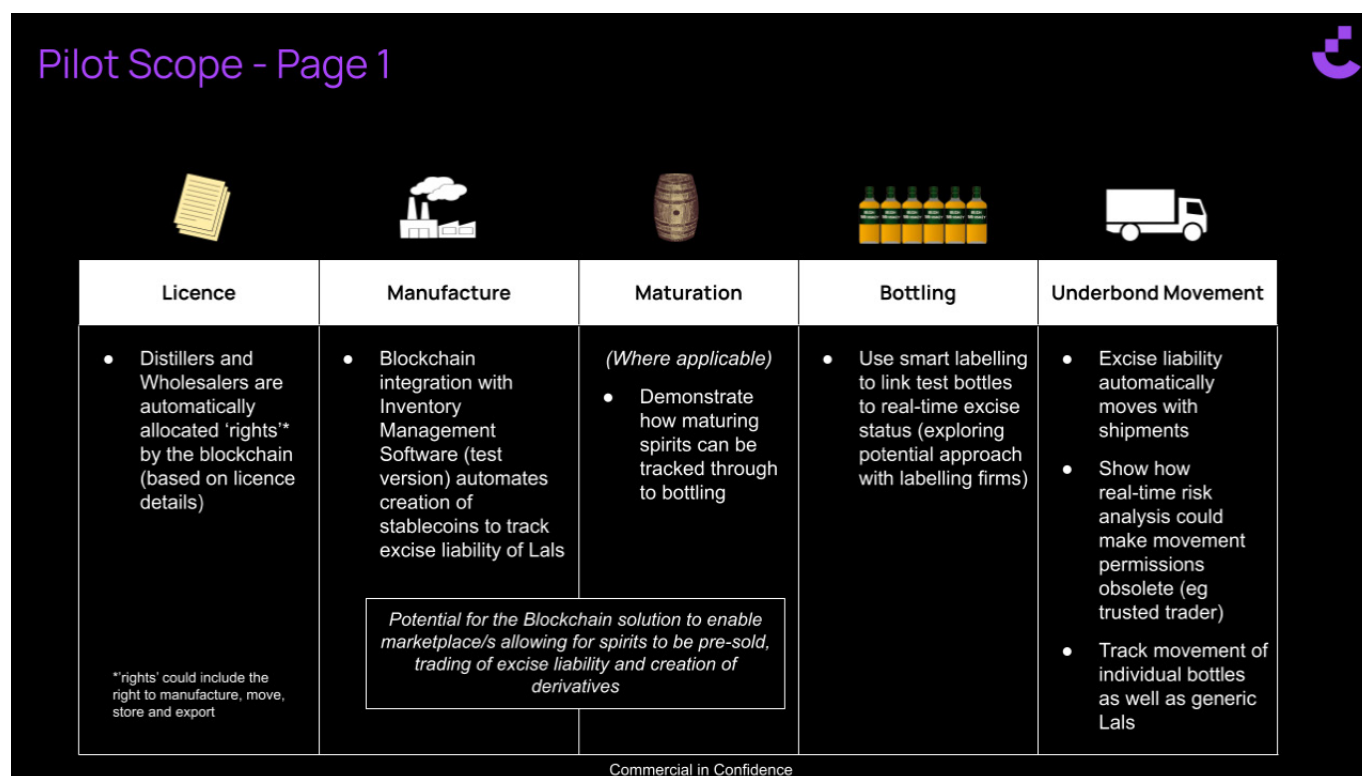 Pilot Scope - Page 1
Licence
Manufacture
Maturation
Bottling
Underbond Movement
● Distillers and
Wholesalers are
automatically
allocated ‘rights’*
by the blockchain
(based on licence
details)
*’rights’ could include the
right to manufacture, move,
store and export
● Blockchain
integration with
Inventory
Management
Software (test
version) automates
creation of
stablecoins to track
excise liability of Lals
(Where applicable)
● Demonstrate
how maturing
spirits can be
tracked through
to bottling
Potential for the Blockchain solution to enable
marketplace/s allowing for spirits to be pre-sold,
trading of excise liability and creation of
derivatives
● Use smart labelling
to link test bottles
to real-time excise
status (exploring
potential approach
with labelling firms)
● Excise liability
automatically
moves with
shipments
● Show how
real-time risk
analysis could
make movement
permissions
obsolete (eg
trusted trader)
● Track movement of
individual bottles
as well as generic
Lals
Commercial in Confidence